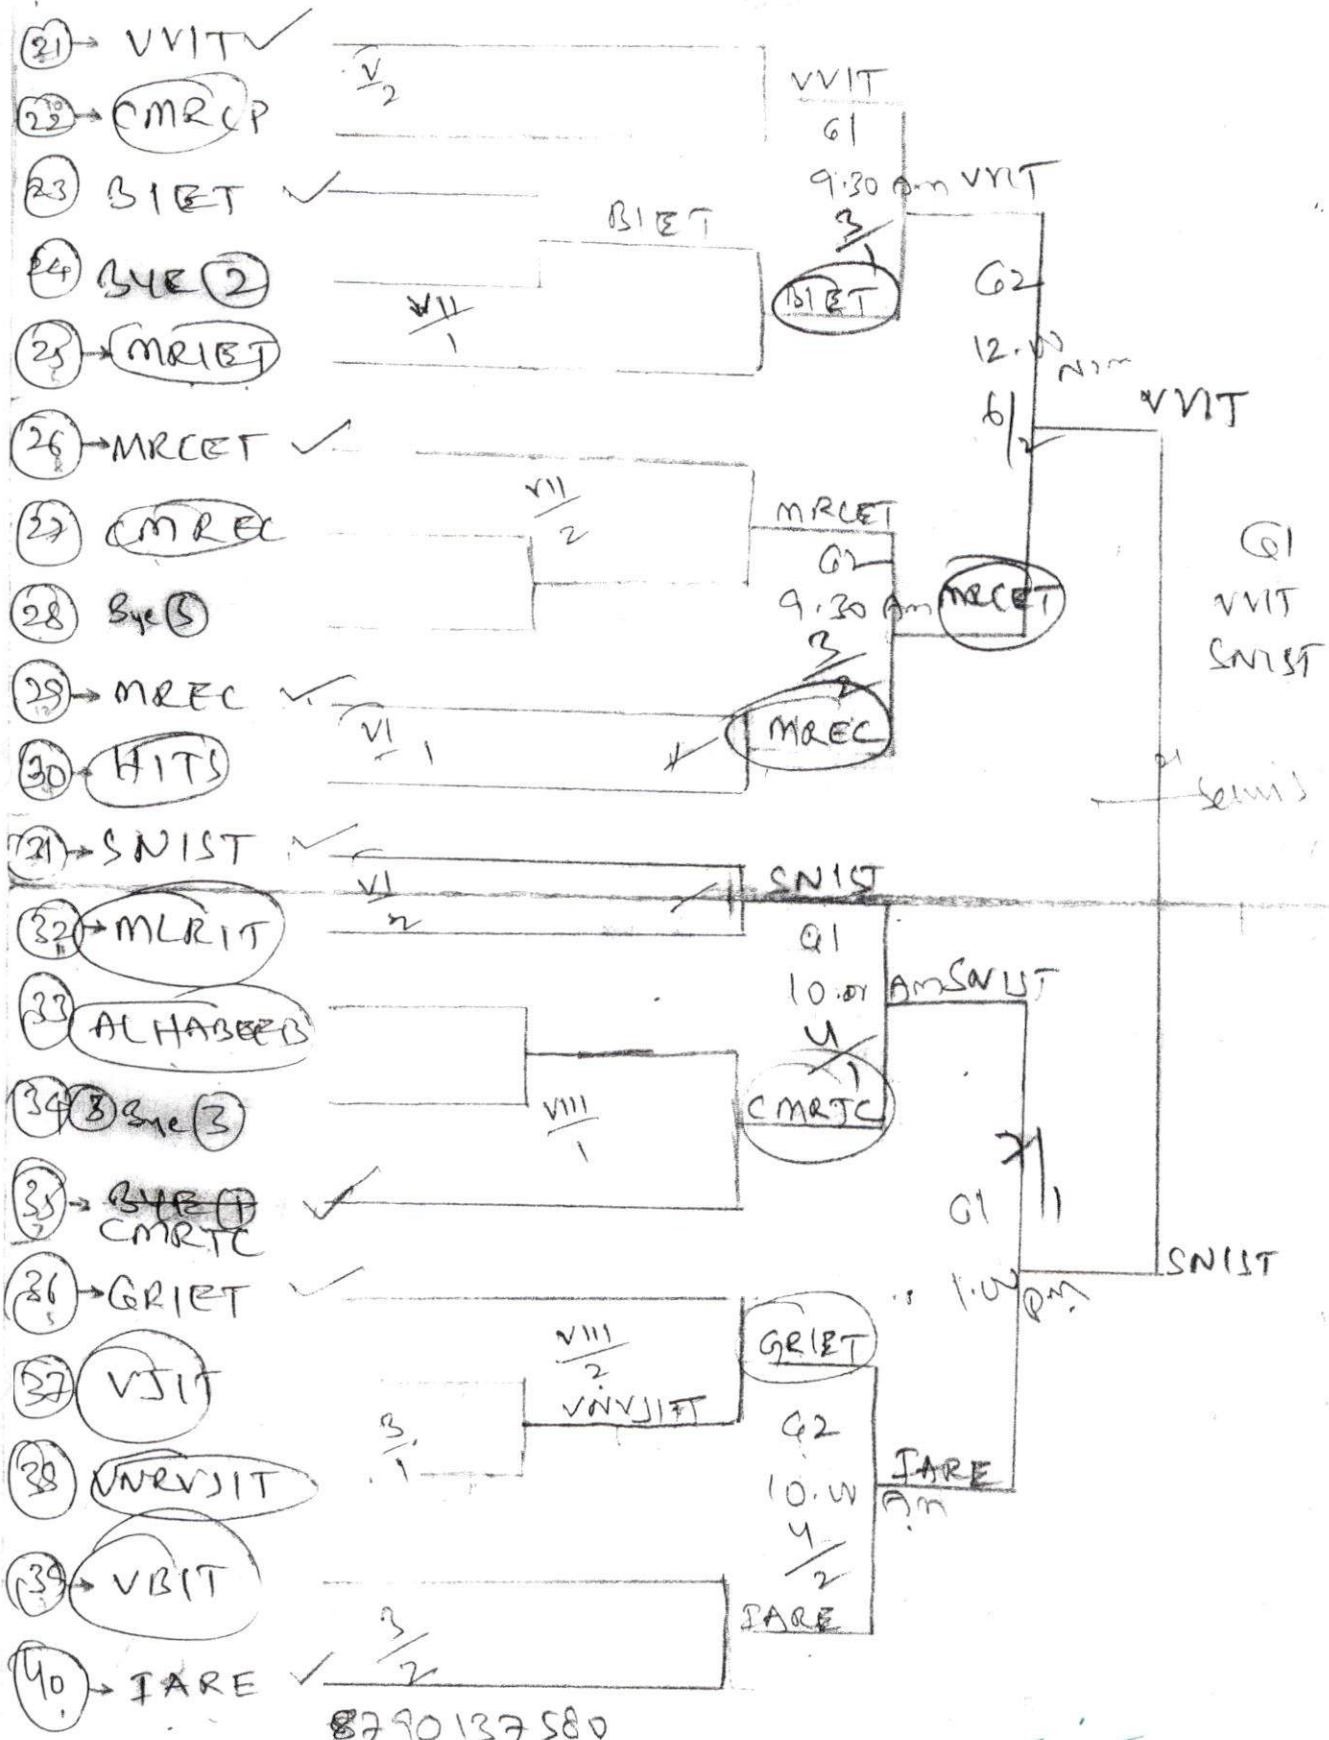 21 → VVIT ✓
V/2
22 → CMRCP
VVIT
G1
9.30 Am VVIT
3/1
23 BIET ✓
BIET
24 BYE 2
VII/1
BIET
G2
12.00
Noon
25 → MRIET
6/2
VVIT
26 → MRCET ✓
VII/2
MRCET
G2
9.30 Am MRCET
3/2
27 CMREC
G1
VVIT
SNIST
28 Bye 5
29 → MREC ✓
VI/1
MREC
30 HITS
Semis
31 → SNIST ✓
VI/2
SNIST
G1
10.00 Am SNIST
4/1
32 → MLRIT
33 ALHABEEB
VIII/1
CMRTC
34 3 Bye 3
35 → BYE 1
CMRTC ✓
7/1
G1
1.00 pm
SNIST
36 → GRIET ✓
VIII/2
GRIET
37 VJIT
VNVJIET
3/1
G2
10.00 Am
IARE
4/2
38 VNRVJIT
39 → VBIT
3/2
IARE
40 → IARE ✓
8790137580